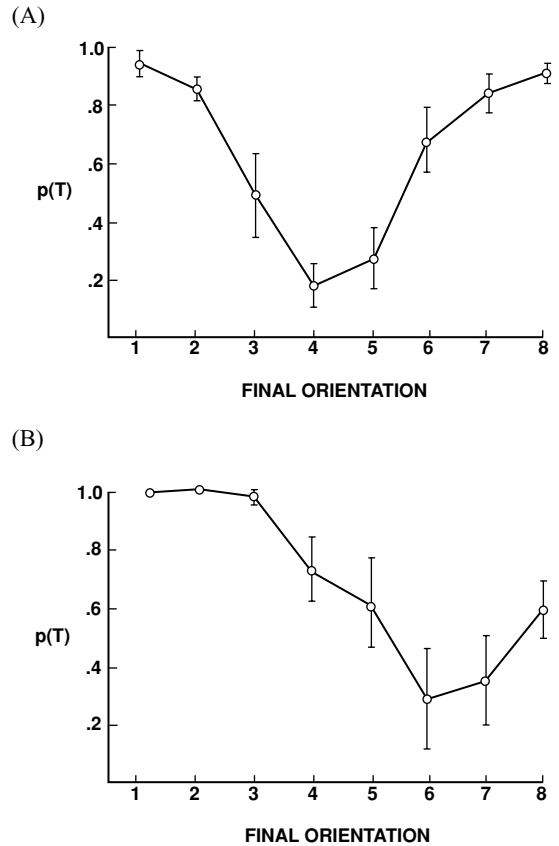 (A)
1.0
.8
.6
p(T)
.4
.2
1 2 3 4 5 6 7 8
FINAL ORIENTATION
(B)
1.0
.8
.6
p(T)
.4
.2
1 2 3 4 5 6 7 8
FINAL ORIENTATION